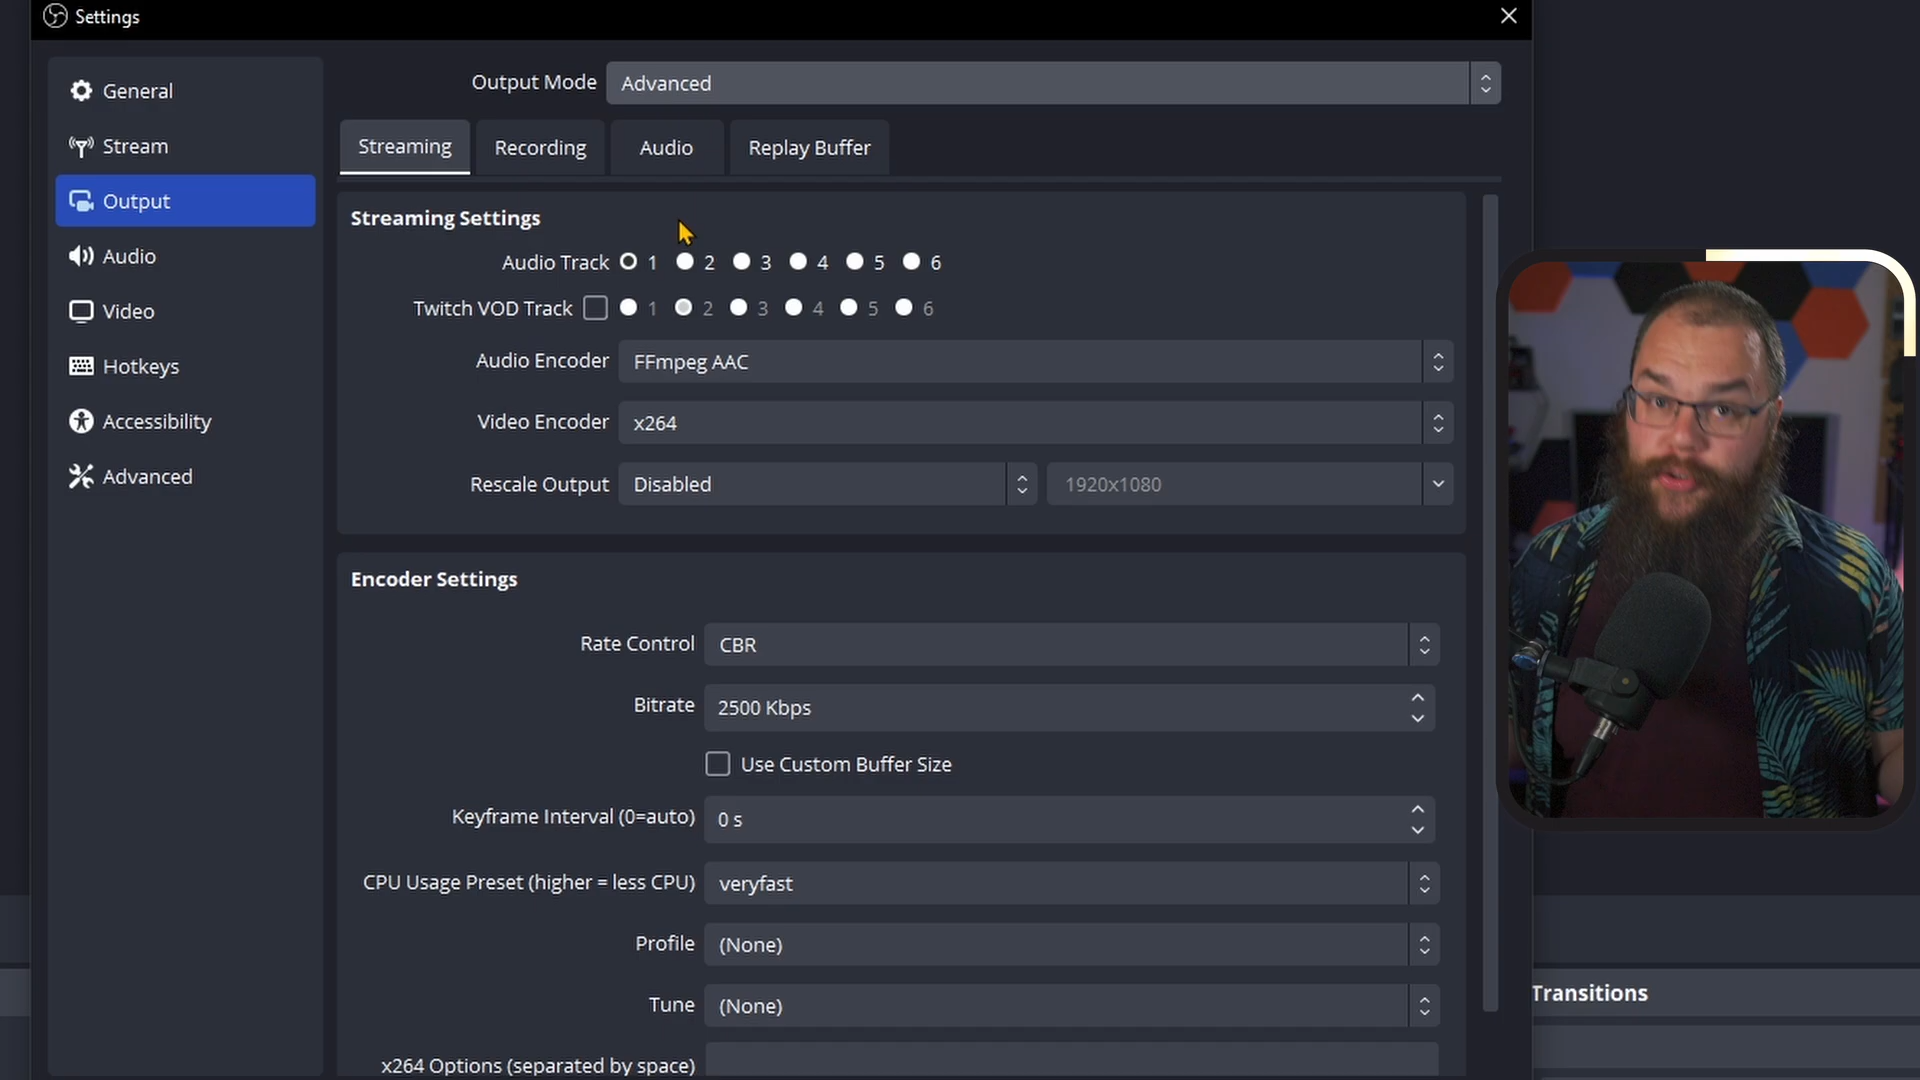 Settings
General
Stream
Output
Audio
Video
Hotkeys
Accessibility
Advanced
Output Mode Advanced
Streaming Recording Audio Replay Buffer
Streaming Settings
Audio Track 1 2 3 4 5 6
Twitch VOD Track 1 2 3 4 5 6
Audio Encoder FFmpeg AAC
Video Encoder x264
Rescale Output Disabled 1920x1080
Encoder Settings
Rate Control CBR
Bitrate 2500 Kbps
Use Custom Buffer Size
Keyframe Interval (0=auto) 0 s
CPU Usage Preset (higher = less CPU) veryfast
Profile (None)
Tune (None)
x264 Options (separated by space)
Transitions